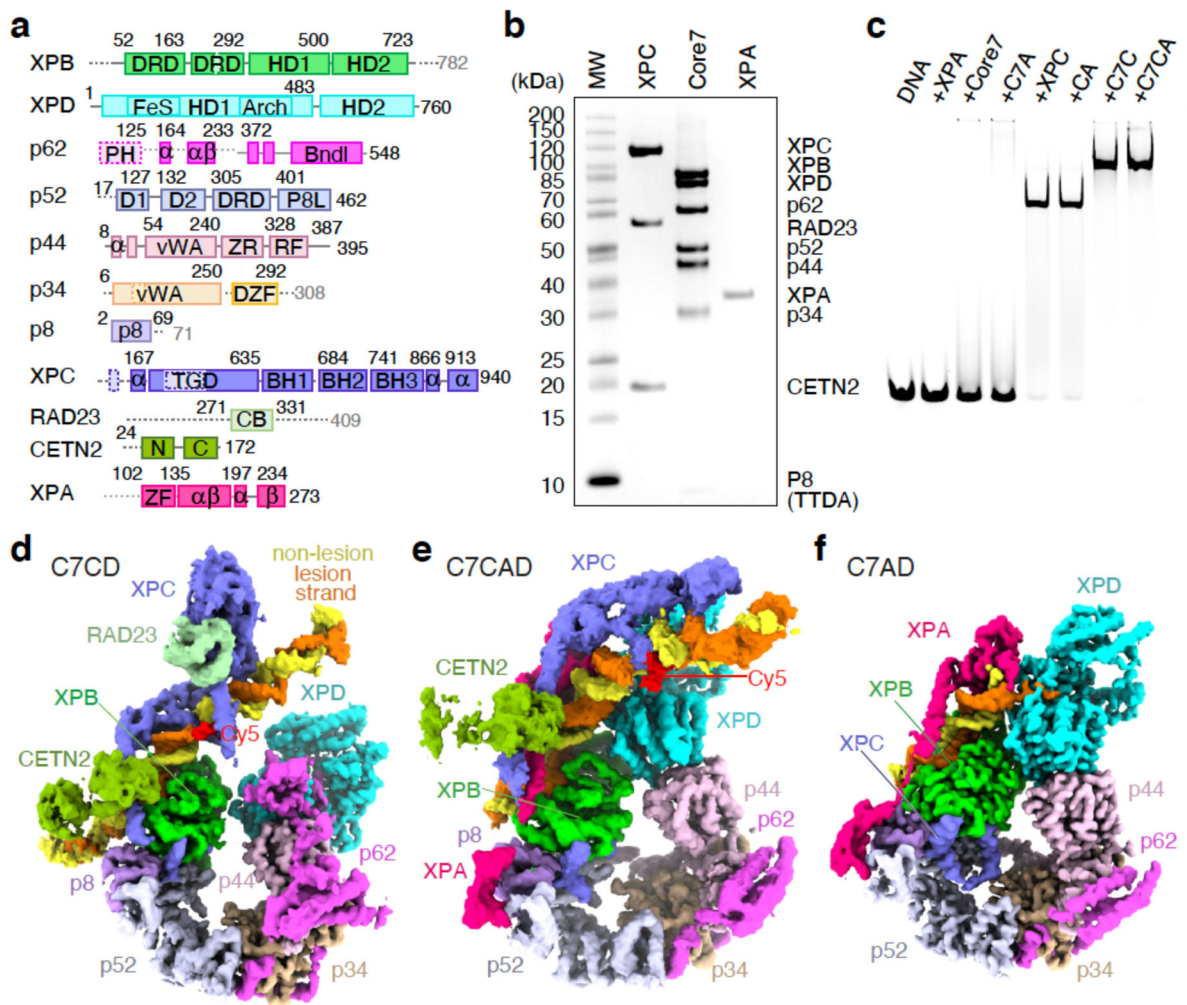 a
52 163 292 500 723
XPB DRD DRD HD1 HD2 782
1 483
XPD FeS HD1 Arch HD2 760
125 164 233 372
p62 PH α αβ Bndl 548
17 127 132 305 401
p52 D1 D2 DRD P8L 462
8 54 240 328 387
p44 α vWA ZR RF 395
6 250 292
p34 vWA DZF 308
2 69
p8 p8 71
167 635 684 741 866 913
XPC α TGD BH1 BH2 BH3 α α 940
271 331
RAD23 CB 409
24
CETN2 N C 172
102 135 197 234
XPA ZF αβ α β 273
b
(kDa) MW XPC Core7 XPA
200
150
120
100
85
70
60
50
40
30
25
20
15
10
XPC
XPB
XPD
p62
RAD23
p52
p44
XPA
p34
CETN2
P8
(TTDA)
c
DNA +XPA +Core7 +C7A +XPC +CA +C7C +C7CA
d
C7CD
non-lesion
lesion
strand
XPC
RAD23
XPB
XPD
Cy5
CETN2
p8
p44
p62
p52
p34
e
C7CAD
XPC
CETN2
Cy5
XPD
XPB
p44
p8
p62
XPA
p52
p34
f
C7AD
XPD
XPA
XPB
XPC
p44
p8
p62
p52
p34